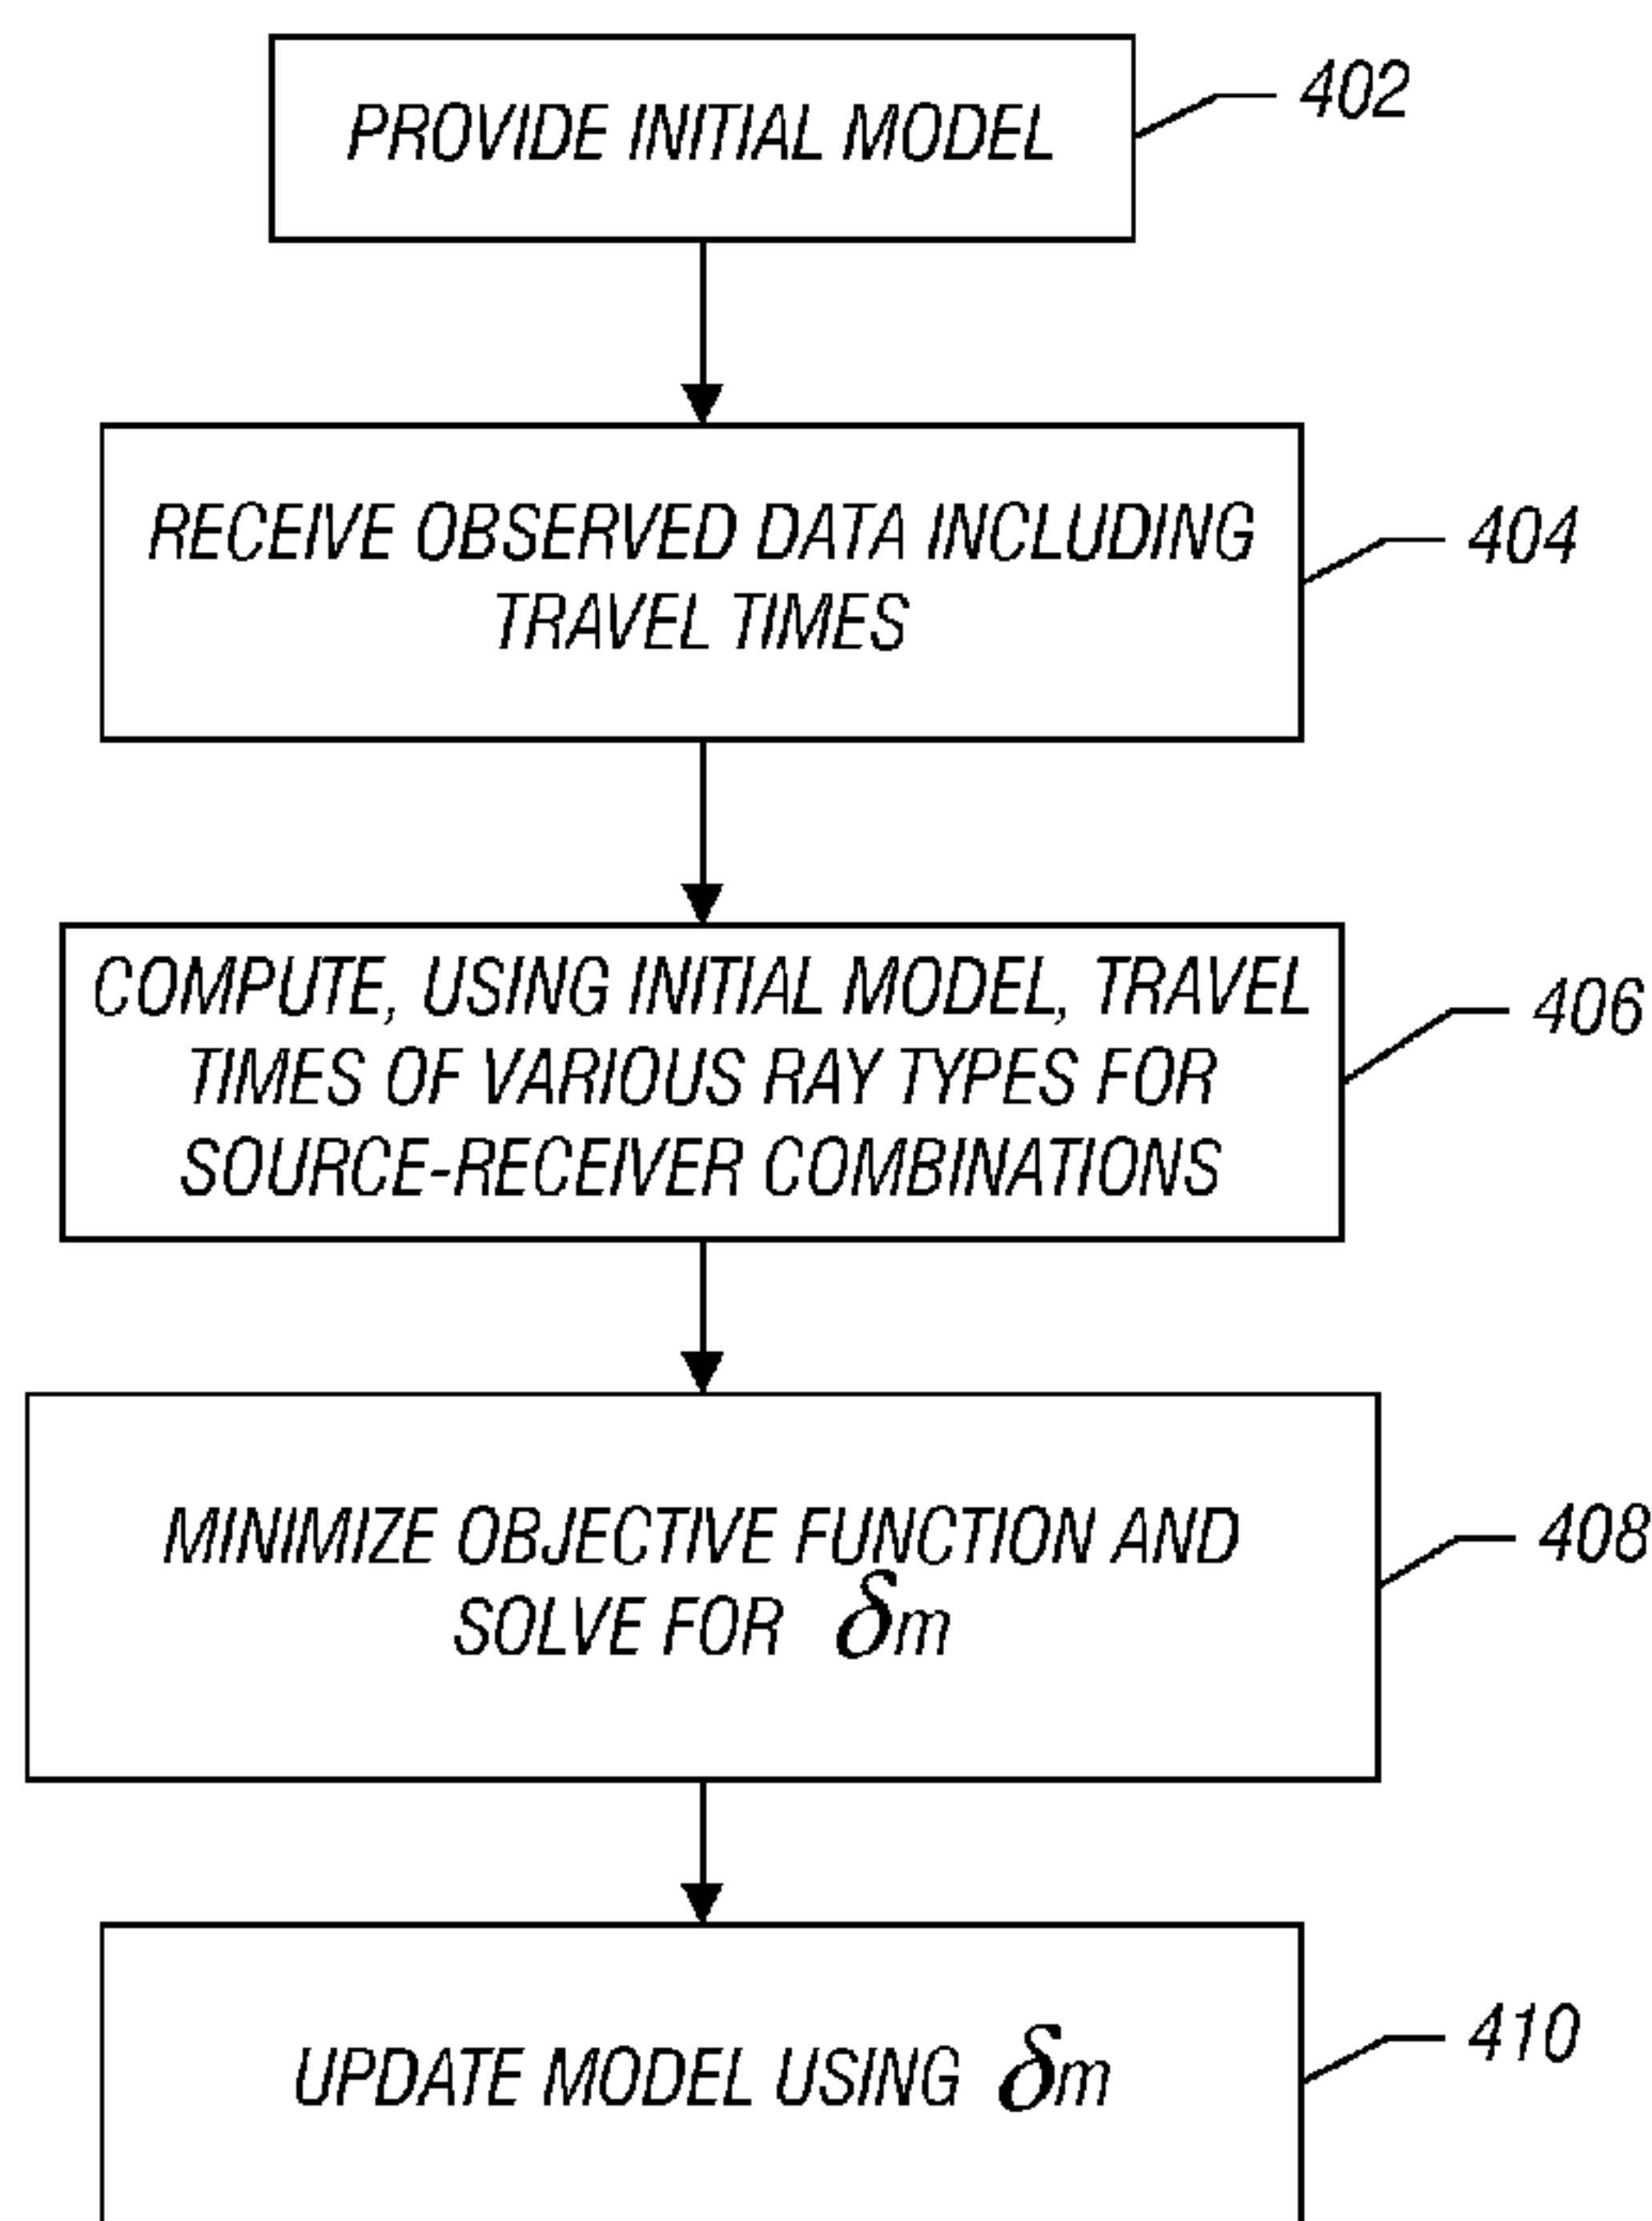 PROVIDE INITIAL MODEL
402
RECEIVE OBSERVED DATA INCLUDING
TRAVEL TIMES
404
COMPUTE, USING INITIAL MODEL, TRAVEL
TIMES OF VARIOUS RAY TYPES FOR
SOURCE-RECEIVER COMBINATIONS
406
MINIMIZE OBJECTIVE FUNCTION AND
SOLVE FOR δm
408
UPDATE MODEL USING δm
410